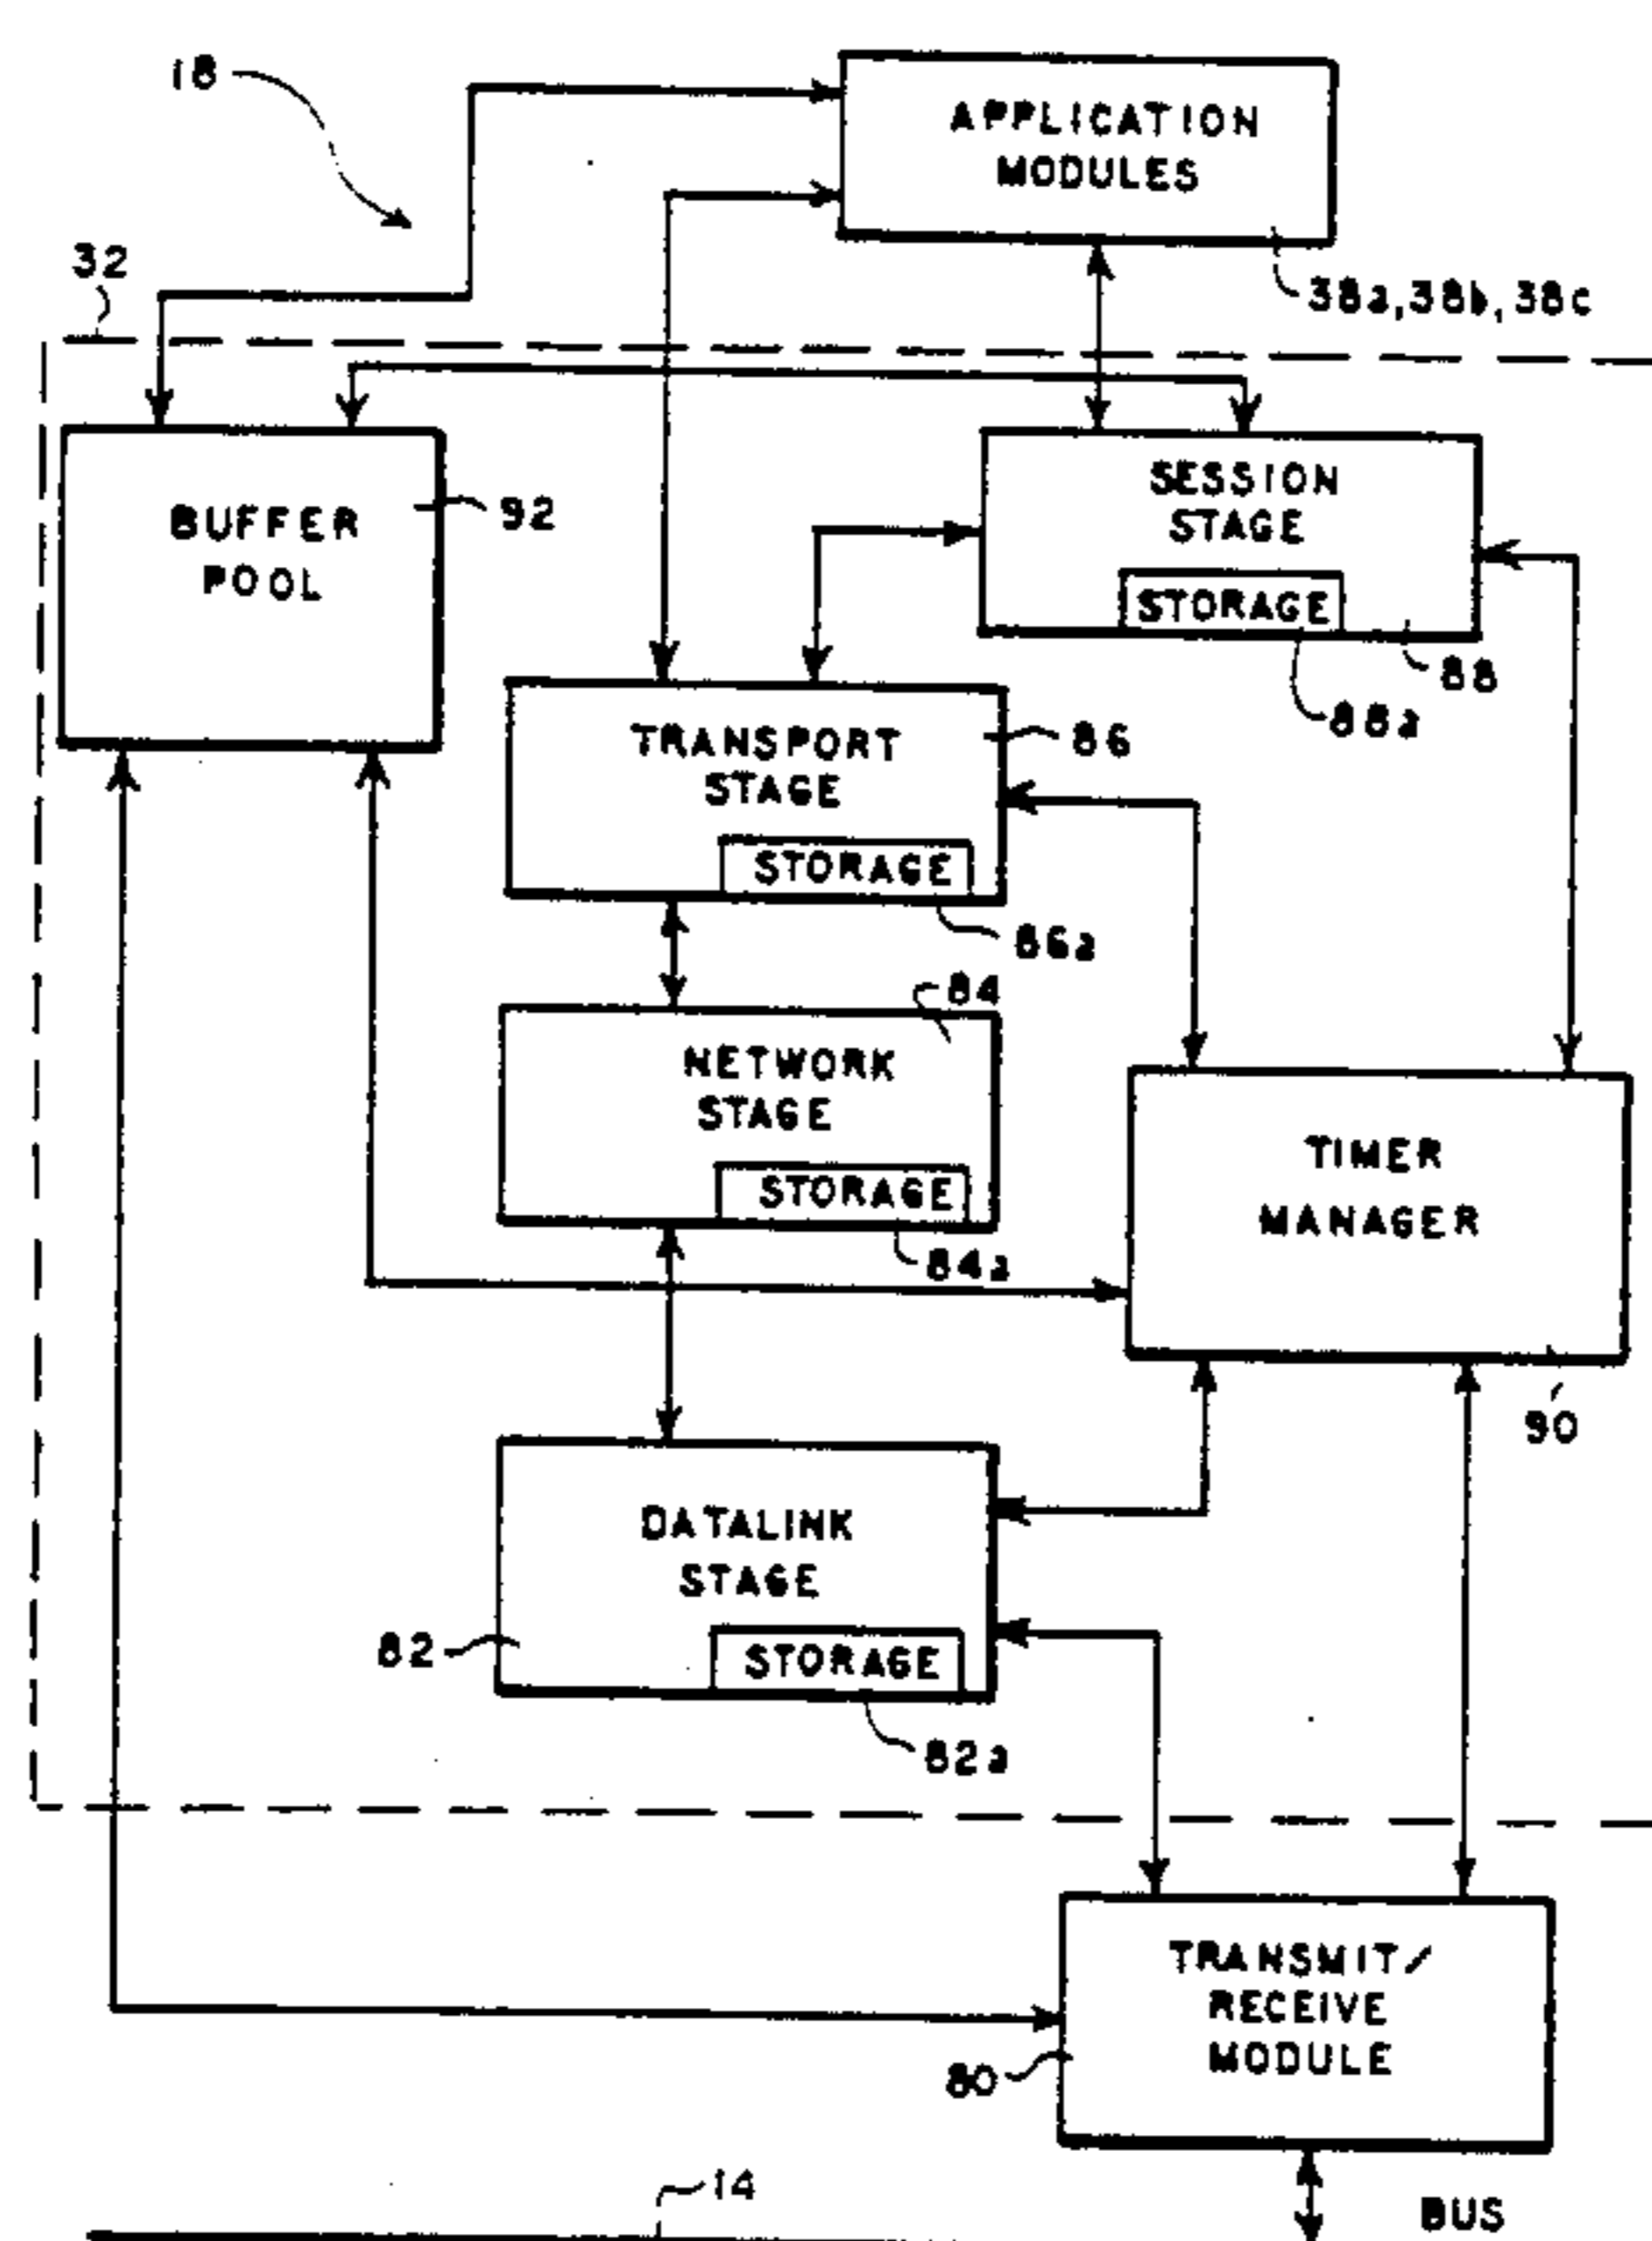 18
APPLICATION
MODULES
32
38a,38b,38c
BUFFER
POOL
92
SESSION
STAGE
STORAGE
88
88a
TRANSPORT
STAGE
86
STORAGE
86a
84
NETWORK
STAGE
STORAGE
84a
TIMER
MANAGER
90
DATALINK
STAGE
82
STORAGE
82a
TRANSMIT/
RECEIVE
MODULE
80
14
BUS